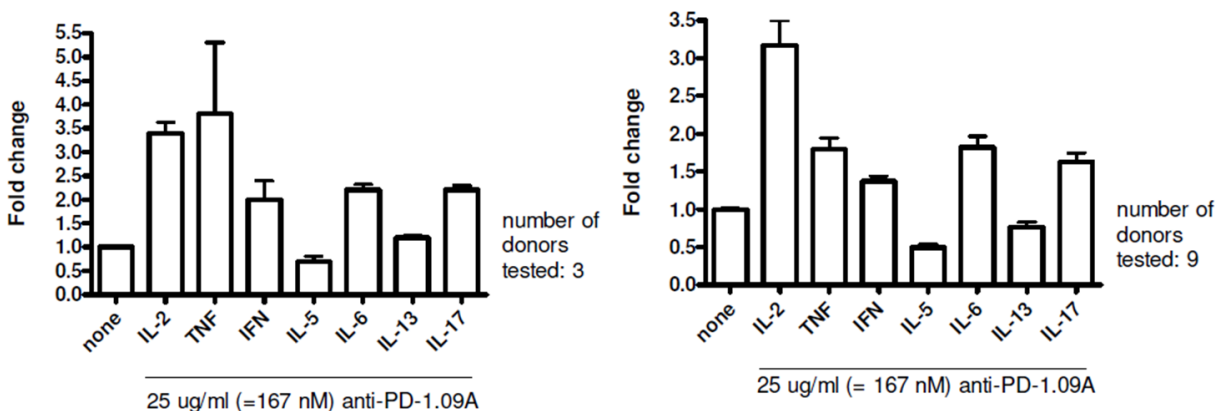 Fold change
5.5
5.0
4.5
4.0
3.5
3.0
2.5
2.0
1.5
1.0
0.5
0.0
none
IL-2
TNF
IFN
IL-5
IL-6
IL-13
IL-17
number of
donors
tested: 3
25 ug/ml (=167 nM) anti-PD-1.09A
Fold change
3.5
3.0
2.5
2.0
1.5
1.0
0.5
0.0
none
IL-2
TNF
IFN
IL-5
IL-6
IL-13
IL-17
number of
donors
tested: 9
25 ug/ml (= 167 nM) anti-PD-1.09A